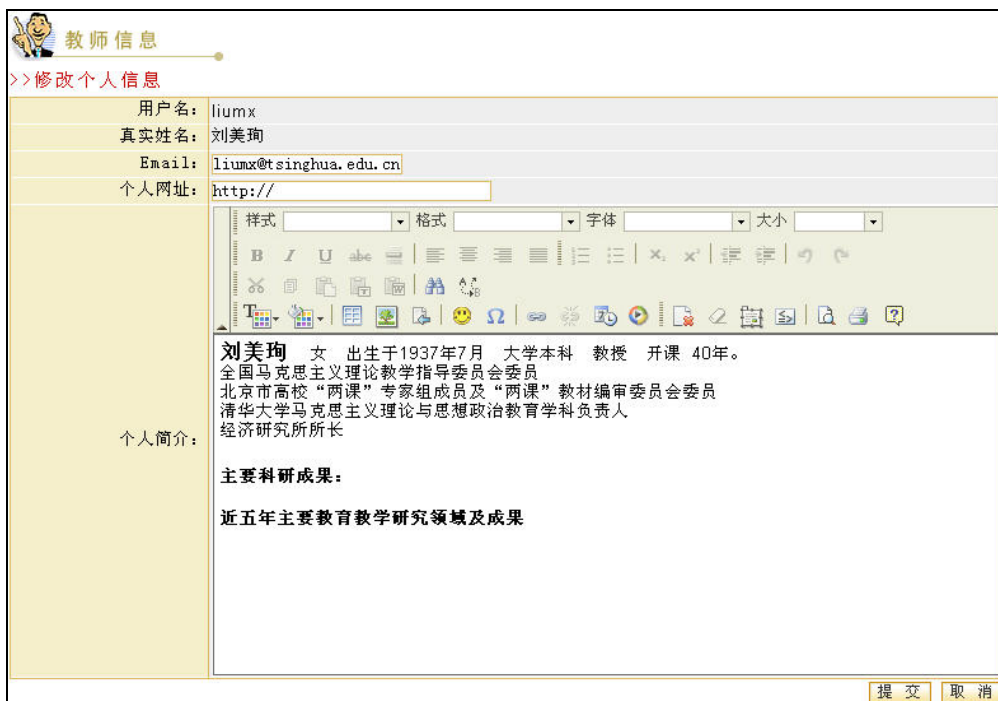 教师信息
>>修改个人信息
用户名: liumx
真实姓名: 刘美珣
Email: liumx@tsinghua.edu.cn
个人网址: http://
样式 格式 字体 大小
B I U abc X₂ X²
T Ω
个人简介:
刘美珣 女 出生于1937年7月 大学本科 教授 开课 40年。
全国马克思主义理论教学指导委员会委员
北京市高校“两课”专家组成员及“两课”教材编审委员会委员
清华大学马克思主义理论与思想政治教育学科负责人
经济研究所所长
主要科研成果:
近五年主要教育教学研究领域及成果
提 交 取 消